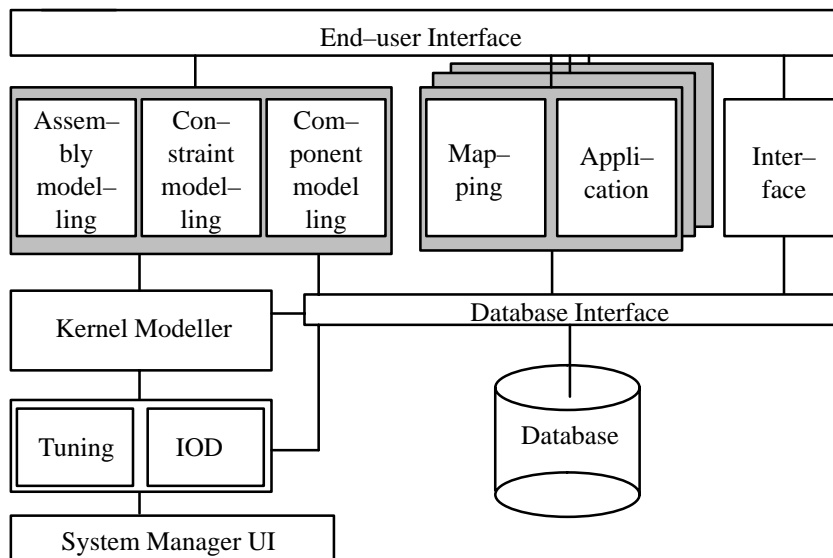 End–user Interface
Assem–
bly
model–
ling
Con–
straint
model–
ling
Com–
ponent
model
ling
Map–
ping
Appli–
cation
Inter–
face
Kernel Modeller
Database Interface
Tuning
IOD
Database
System Manager UI